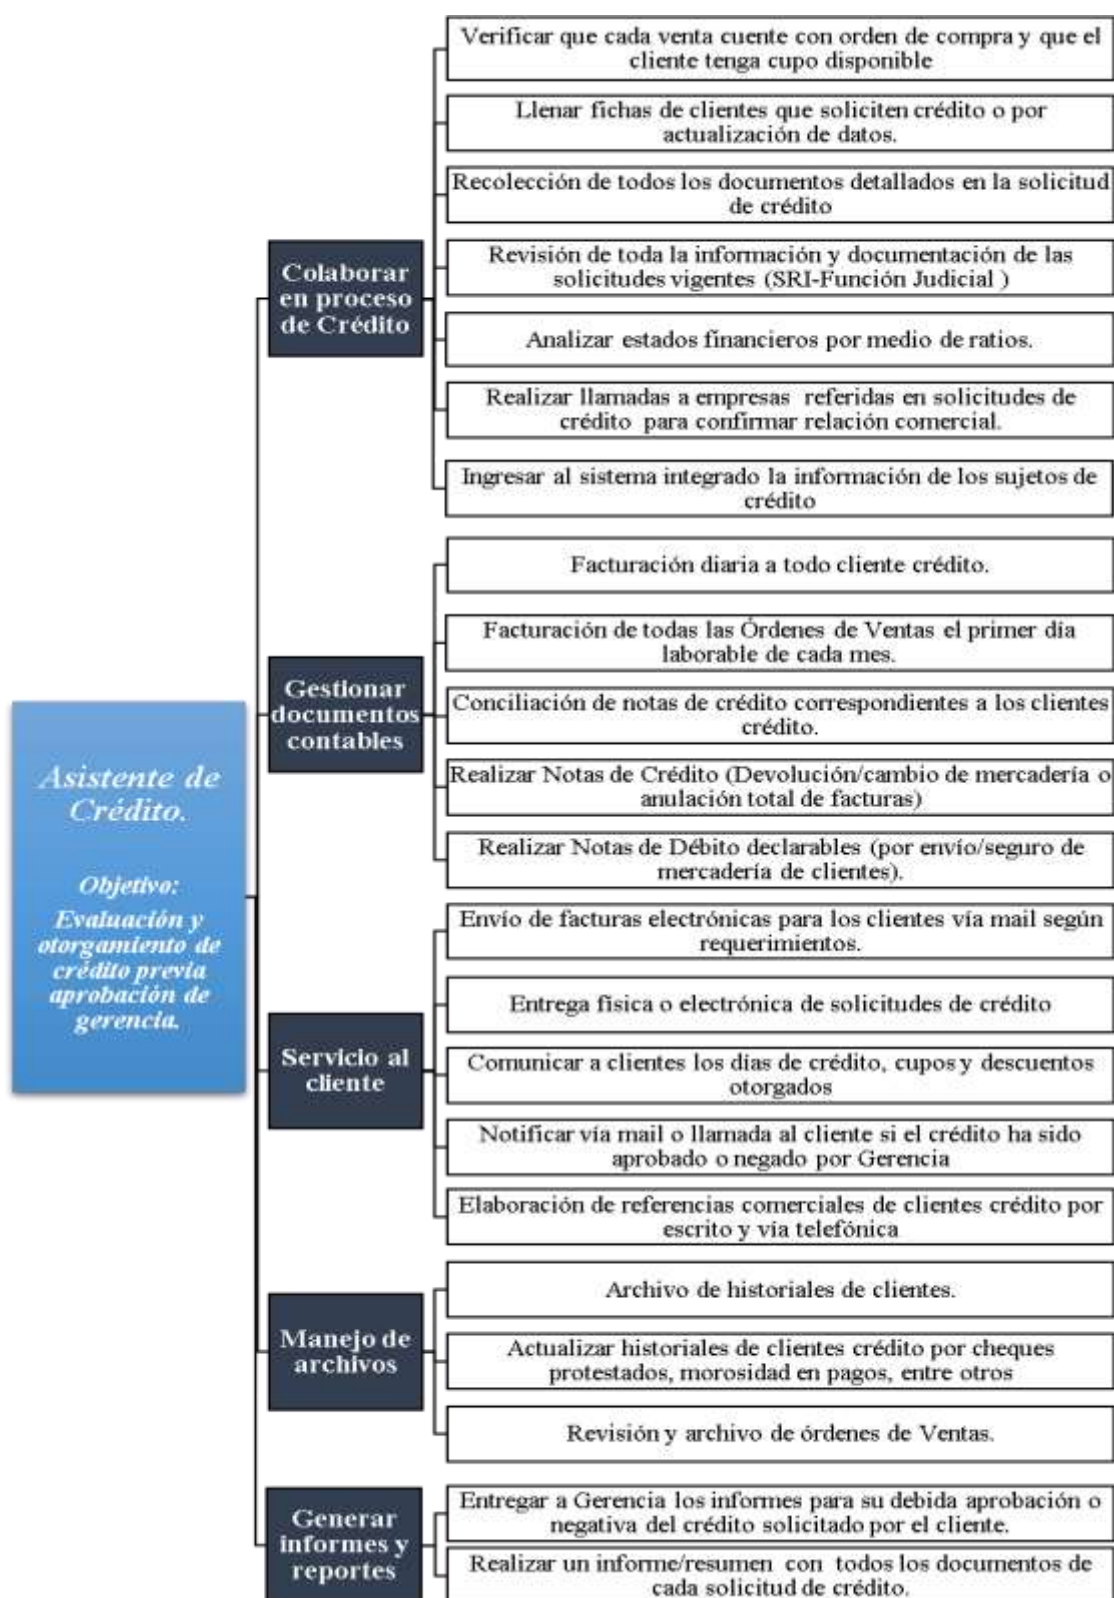 Asistente de
Crédito.
Objetivo:
Evaluación y
otorgamiento de
crédito previa
aprobación de
gerencia.
Colaborar
en proceso
de Crédito
Verificar que cada venta cuente con orden de compra y que el
cliente tenga cupo disponible
Llenar fichas de clientes que soliciten crédito o por
actualización de datos.
Recolección de todos los documentos detallados en la solicitud
de crédito
Revisión de toda la información y documentación de las
solicitudes vigentes (SRI-Función Judicial )
Analizar estados financieros por medio de ratios.
Realizar llamadas a empresas referidas en solicitudes de
crédito para confirmar relación comercial.
Ingresar al sistema integrado la información de los sujetos de
crédito
Gestionar
documentos
contables
Facturación diaria a todo cliente crédito.
Facturación de todas las Órdenes de Ventas el primer día
laborable de cada mes.
Conciliación de notas de crédito correspondientes a los clientes
crédito.
Realizar Notas de Crédito (Devolución/cambio de mercadería o
anulación total de facturas)
Realizar Notas de Débito declarables (por envío/seguro de
mercadería de clientes).
Servicio al
cliente
Envío de facturas electrónicas para los clientes vía mail según
requerimientos.
Entrega física o electrónica de solicitudes de crédito
Comunicar a clientes los días de crédito, cupos y descuentos
otorgados
Notificar vía mail o llamada al cliente si el crédito ha sido
aprobado o negado por Gerencia
Elaboración de referencias comerciales de clientes crédito por
escrito y vía telefónica
Manejo de
archivos
Archivo de historiales de clientes.
Actualizar historiales de clientes crédito por cheques
protestados, morosidad en pagos, entre otros
Revisión y archivo de órdenes de Ventas.
Generar
informes y
reportes
Entregar a Gerencia los informes para su debida aprobación o
negativa del crédito solicitado por el cliente.
Realizar un informe/resumen con todos los documentos de
cada solicitud de crédito.